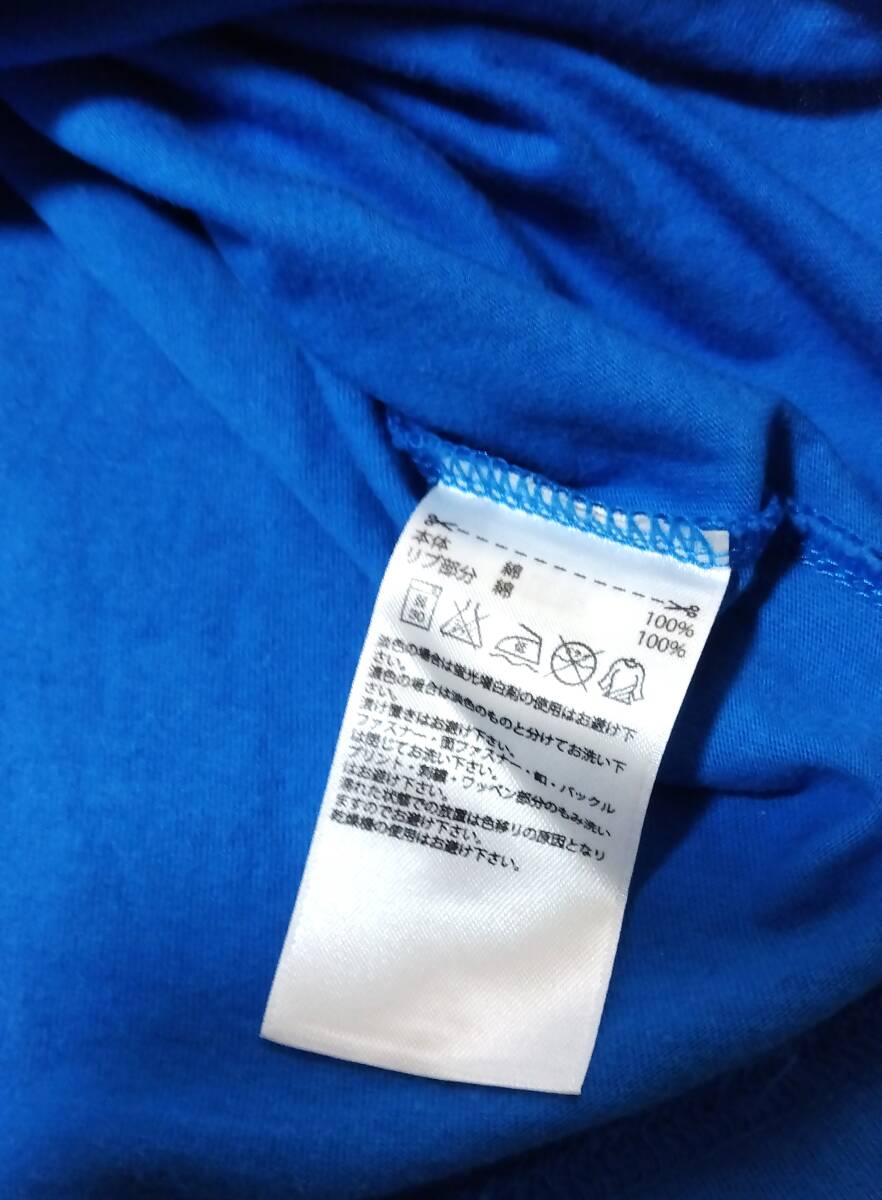 本体 綿 100%
リブ部分 綿 100%
30
淡色の場合は蛍光増白剤の使用はお避け下
さい。
濃色の場合は淡色のものと分けてお洗い下
さい。
漬け置きはお避け下さい。
ファスナー・面ファスナー・釦・バックル
は閉じてお洗い下さい。
プリント・刺繍・ワッペン部分のもみ洗い
はお避け下さい。
濡れた状態での放置は色移りの原因となり
ますのでお避け下さい。
乾燥機の使用はお避け下さい。